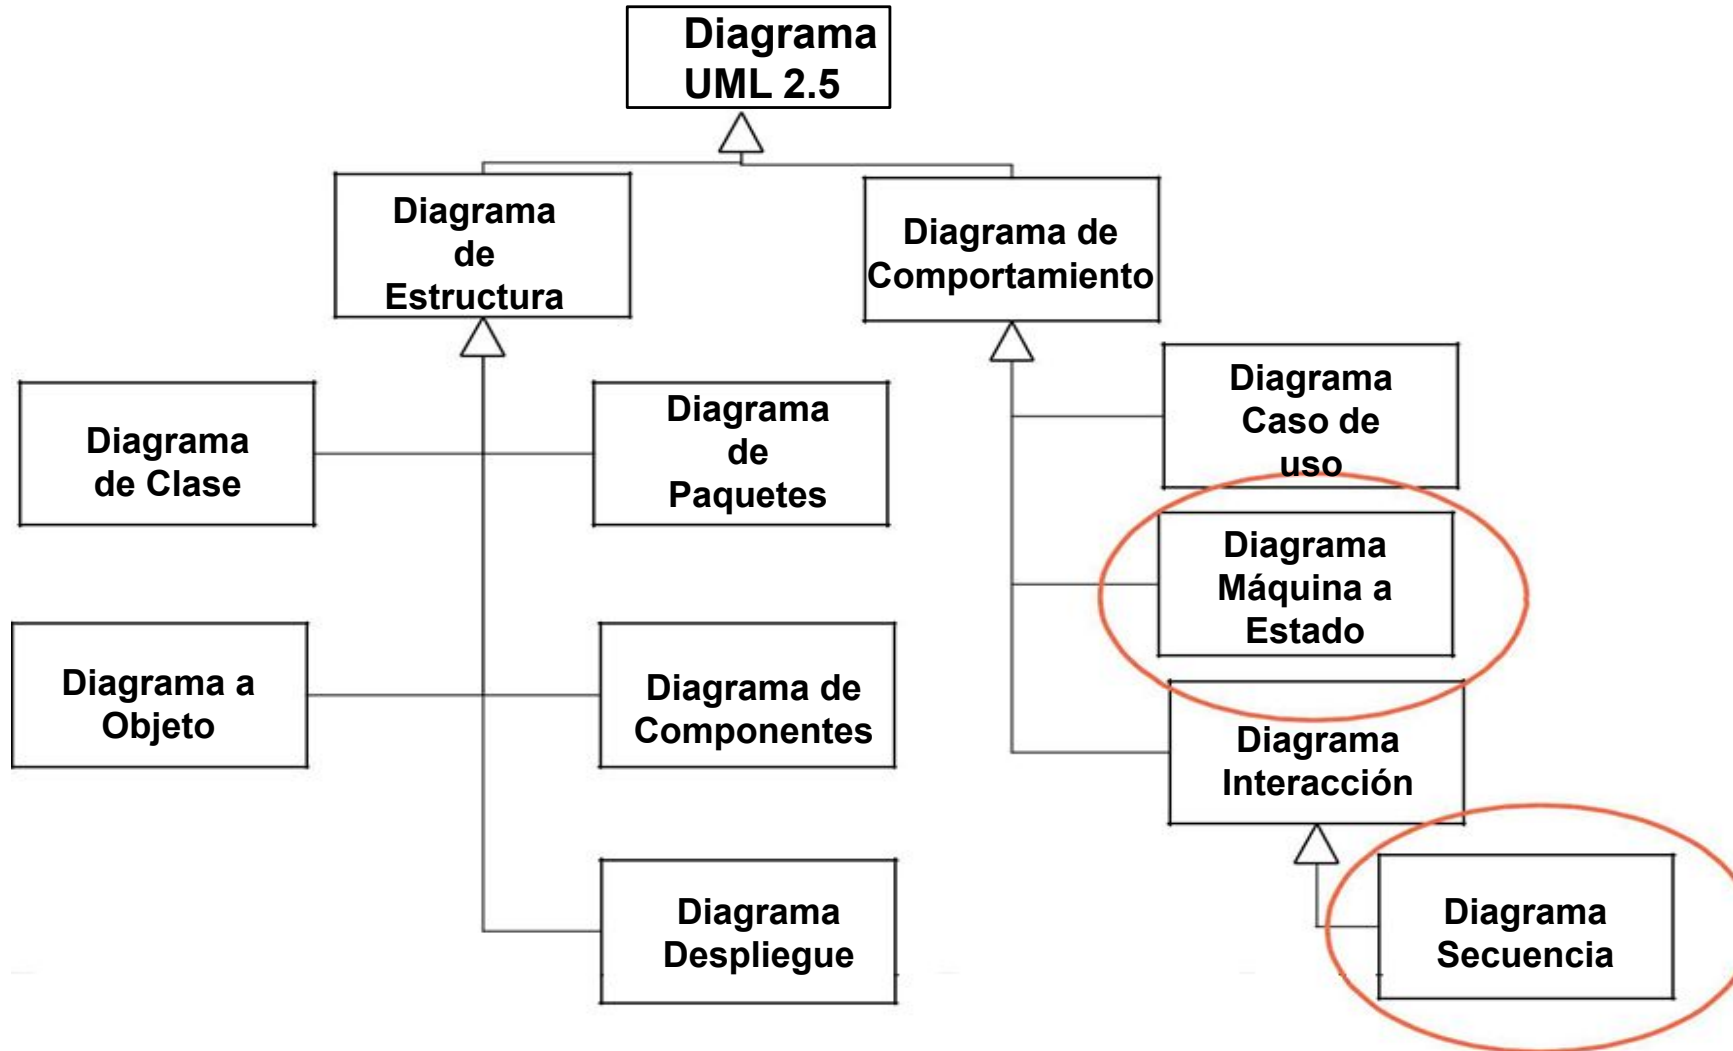 Diagrama
UML 2.5
Diagrama
de
Estructura
Diagrama de
Comportamiento
Diagrama
de Clase
Diagrama
de
Paquetes
Diagrama
Caso de
uso
Diagrama
Máquina a
Estado
Diagrama a
Objeto
Diagrama de
Componentes
Diagrama
Interacción
Diagrama
Despliegue
Diagrama
Secuencia